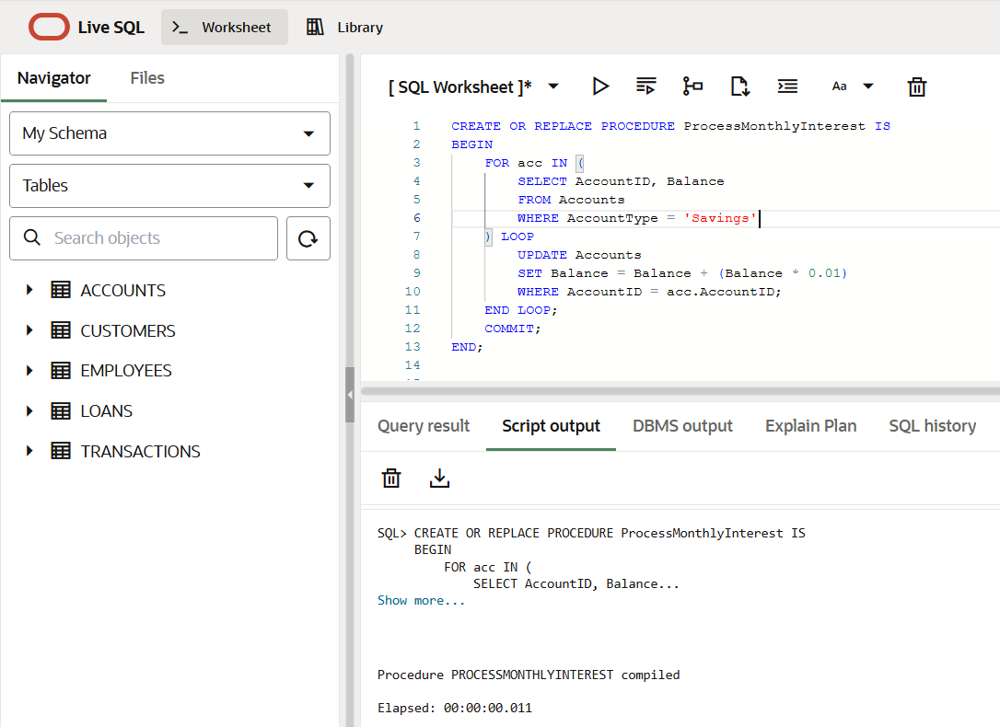 Live SQL
Worksheet
Library
Navigator
Files
My Schema
Tables
Search objects
ACCOUNTS
CUSTOMERS
EMPLOYEES
LOANS
TRANSACTIONS
[ SQL Worksheet ]*
Aa
1 CREATE OR REPLACE PROCEDURE ProcessMonthlyInterest IS
2 BEGIN
3     FOR acc IN (
4         SELECT AccountID, Balance
5         FROM Accounts
6         WHERE AccountType = 'Savings'
7     ) LOOP
8         UPDATE Accounts
9         SET Balance = Balance + (Balance * 0.01)
10         WHERE AccountID = acc.AccountID;
11     END LOOP;
12     COMMIT;
13 END;
14
Query result
Script output
DBMS output
Explain Plan
SQL history
SQL> CREATE OR REPLACE PROCEDURE ProcessMonthlyInterest IS
     BEGIN
         FOR acc IN (
             SELECT AccountID, Balance...
Show more...
Procedure PROCESSMONTHLYINTEREST compiled
Elapsed: 00:00:00.011